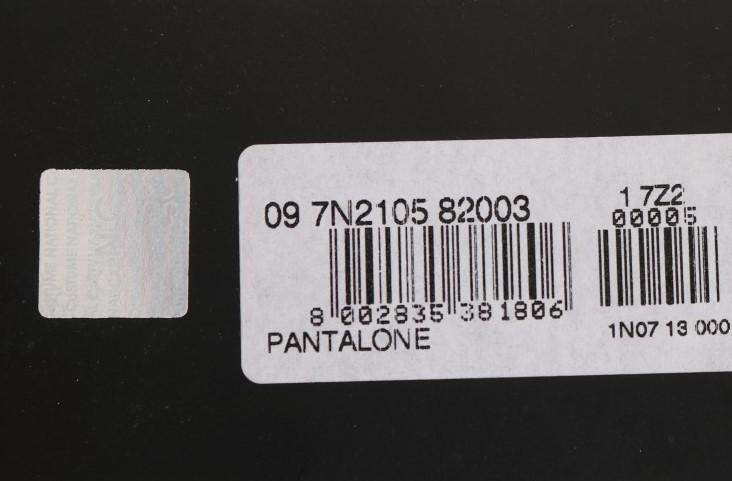 09 7N2105 82003
8 002835 381806
PANTALONE
1 7Z2
00005
1N07 13 000